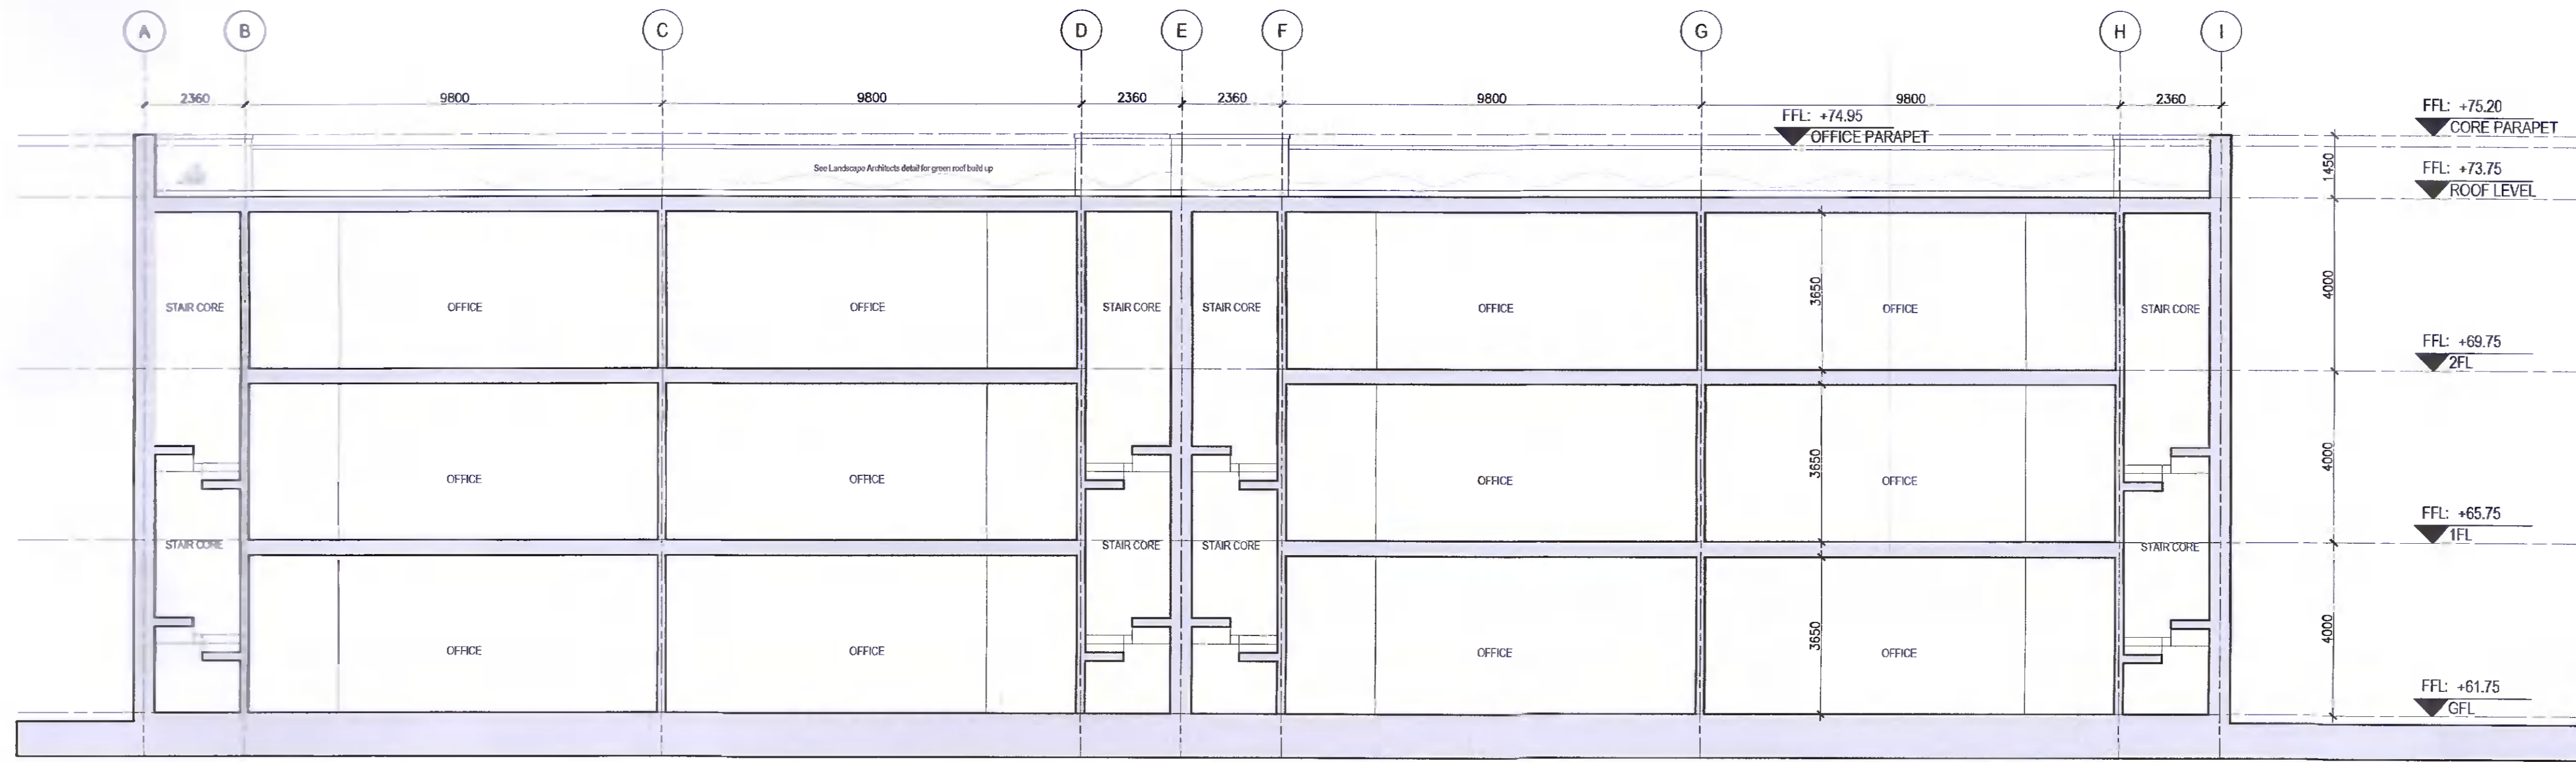 A B C D E F G H I
2360 9800 9800 2360 2360 9800 9800 2360
FFL: +75.20
CORE PARAPET
FFL: +74.95
OFFICE PARAPET
1450
See Landscape Architects detail for green roof build up
FFL: +73.75
ROOF LEVEL
STAIR CORE OFFICE OFFICE STAIR CORE STAIR CORE OFFICE 3650 OFFICE STAIR CORE 4000
FFL: +69.75
2FL
OFFICE OFFICE OFFICE 3650 OFFICE 4000
FFL: +65.75
1FL
STAIR CORE STAIR CORE STAIR CORE STAIR CORE
OFFICE OFFICE OFFICE 3650 OFFICE 4000
FFL: +61.75
GFL